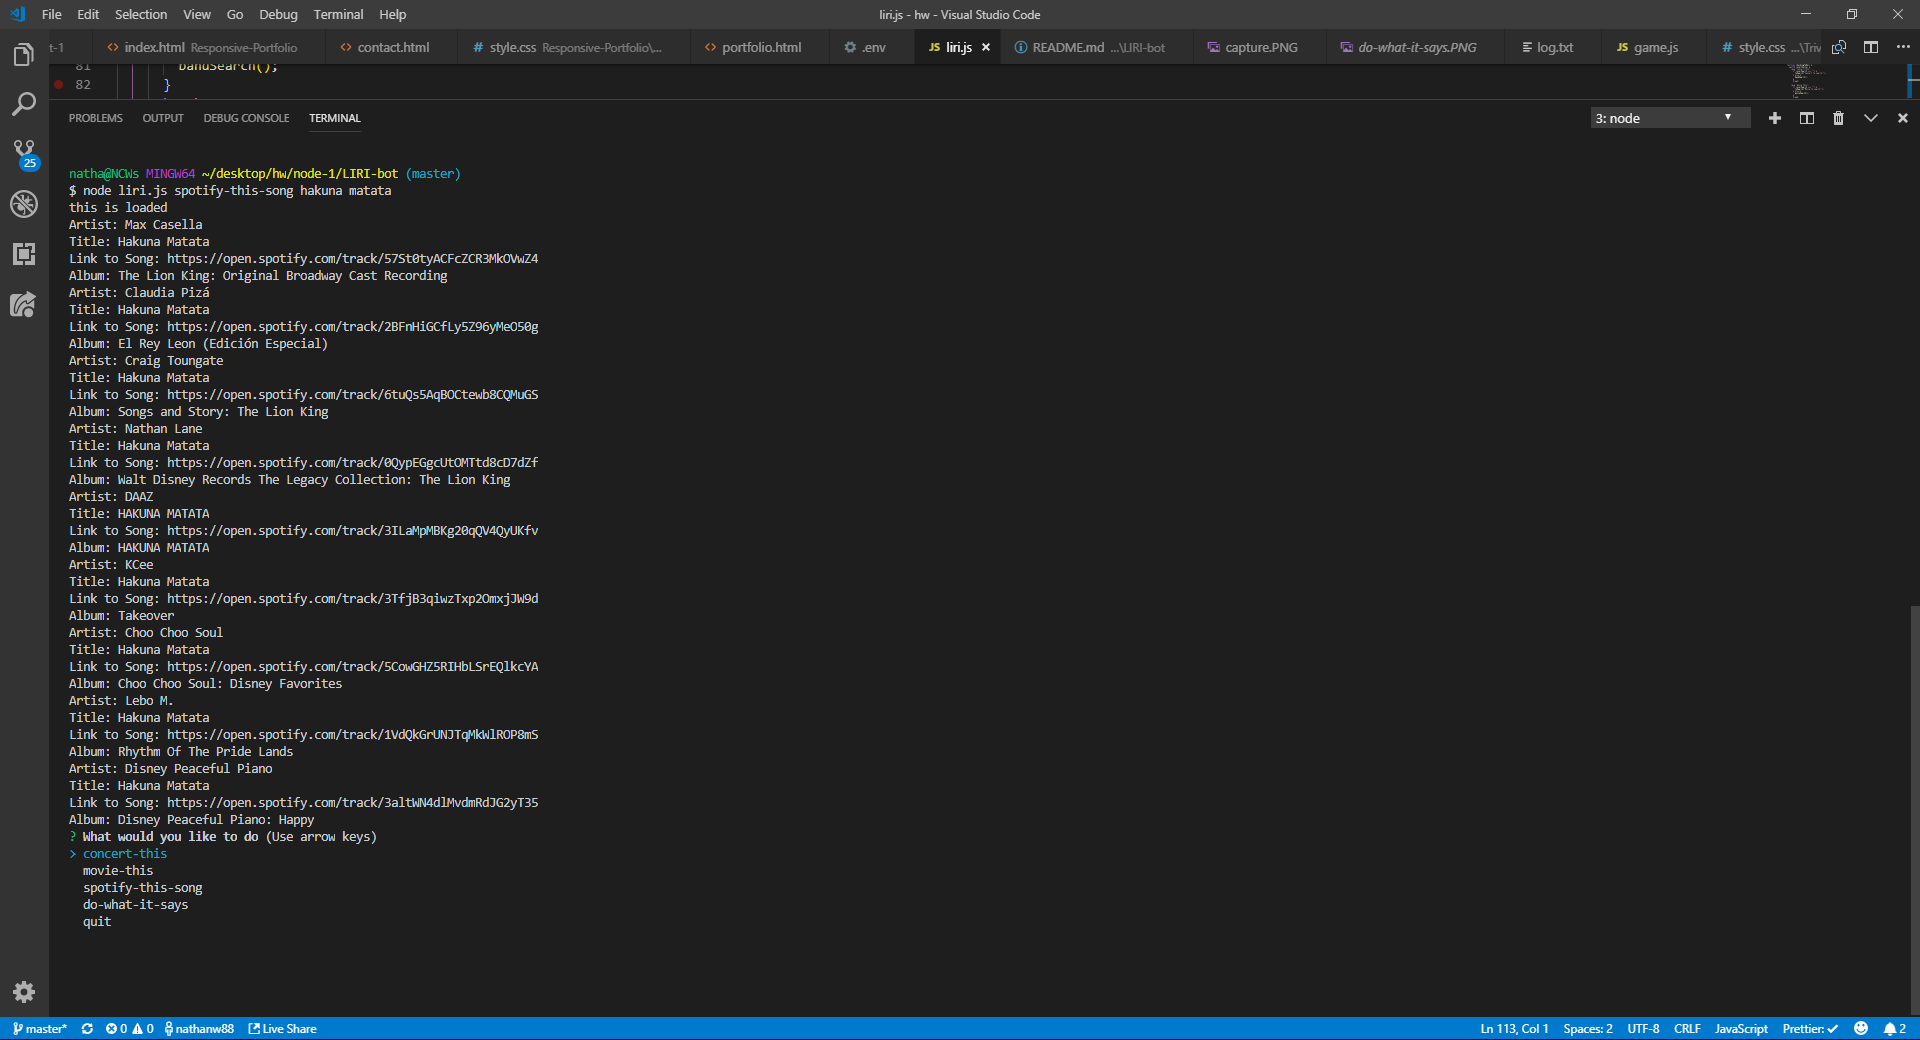 File Edit Selection View Go Debug Terminal Help liri.js - hw - Visual Studio Code
t-1 index.html Responsive-Portfolio contact.html style.css Responsive-Portfolio\... portfolio.html .env JS liri.js README.md ...\LIRI-bot capture.PNG do-what-it-says.PNG log.txt JS game.js style.css ...\Triv
81 bandSearch();
82 }
PROBLEMS OUTPUT DEBUG CONSOLE TERMINAL 3: node
natha@NCWs MINGW64 ~/desktop/hw/node-1/LIRI-bot (master)
$ node liri.js spotify-this-song hakuna matata
this is loaded
Artist: Max Casella
Title: Hakuna Matata
Link to Song: https://open.spotify.com/track/57St0tyACFcZCR3MkOVwZ4
Album: The Lion King: Original Broadway Cast Recording
Artist: Claudia Pizá
Title: Hakuna Matata
Link to Song: https://open.spotify.com/track/2BFnHiGCfLy5Z96yMeO50g
Album: El Rey Leon (Edición Especial)
Artist: Craig Toungate
Title: Hakuna Matata
Link to Song: https://open.spotify.com/track/6tuQs5AqBOCtewb8CQMuGS
Album: Songs and Story: The Lion King
Artist: Nathan Lane
Title: Hakuna Matata
Link to Song: https://open.spotify.com/track/0QypEGgcUtOMTtd8cD7dZf
Album: Walt Disney Records The Legacy Collection: The Lion King
Artist: DAAZ
Title: HAKUNA MATATA
Link to Song: https://open.spotify.com/track/3ILaMpMBKg20qQV4QyUKfv
Album: HAKUNA MATATA
Artist: KCee
Title: Hakuna Matata
Link to Song: https://open.spotify.com/track/3TfjB3qiwzTxp2OmxjJW9d
Album: Takeover
Artist: Choo Choo Soul
Title: Hakuna Matata
Link to Song: https://open.spotify.com/track/5CowGHZ5RIHbLSrEQlkcYA
Album: Choo Choo Soul: Disney Favorites
Artist: Lebo M.
Title: Hakuna Matata
Link to Song: https://open.spotify.com/track/1VdQkGrUNJTqMkWlROP8mS
Album: Rhythm Of The Pride Lands
Artist: Disney Peaceful Piano
Title: Hakuna Matata
Link to Song: https://open.spotify.com/track/3altWN4dlMvdmRdJG2yT35
Album: Disney Peaceful Piano: Happy
? What would you like to do (Use arrow keys)
> concert-this
movie-this
spotify-this-song
do-what-it-says
quit
25
master* 0 0 nathanw88 Live Share Ln 113, Col 1 Spaces: 2 UTF-8 CRLF JavaScript Prettier: ✓ 2